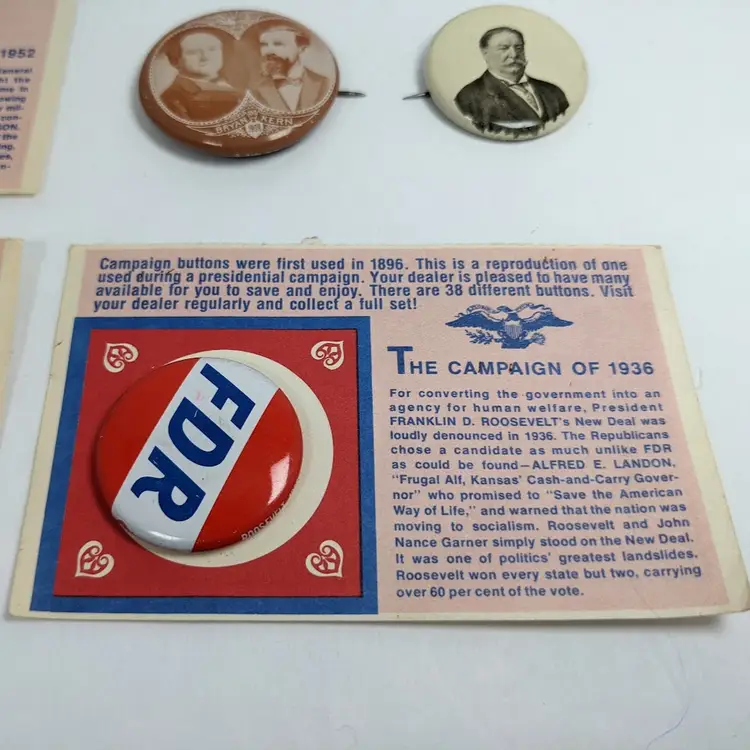 1952
BRYAN KERN
Campaign buttons were first used in 1896. This is a reproduction of one
used during a presidential campaign. Your dealer is pleased to have many
available for you to save and enjoy. There are 38 different buttons. Visit
your dealer regularly and collect a full set!
FDR
ROOSEVELT
THE CAMPAIGN OF 1936
For converting the government into an
agency for human welfare, President
FRANKLIN D. ROOSEVELT's New Deal was
loudly denounced in 1936. The Republicans
chose a candidate as much unlike FDR
as could be found—ALFRED E. LANDON,
"Frugal Alf, Kansas' Cash-and-Carry Gover-
nor" who promised to "Save the American
Way of Life," and warned that the nation was
moving to socialism. Roosevelt and John
Nance Garner simply stood on the New Deal.
It was one of politics' greatest landslides.
Roosevelt won every state but two, carrying
over 60 per cent of the vote.